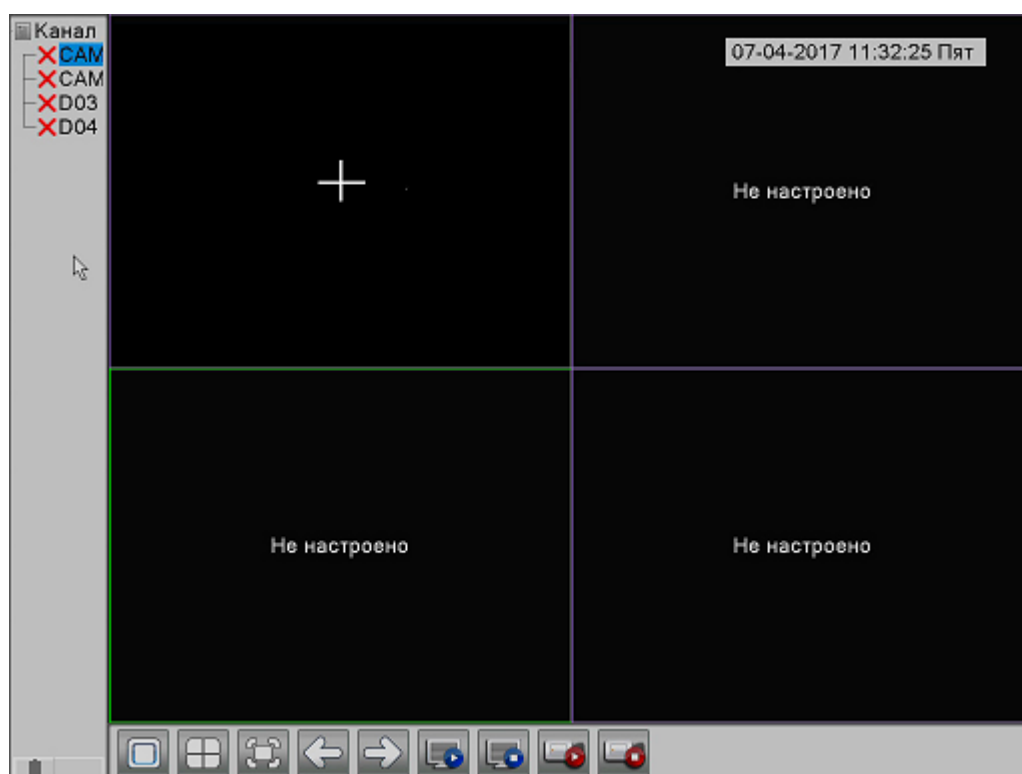 Канал
CAM
CAM
D03
D04
07-04-2017 11:32:25 Пят
Не настроено
Не настроено
Не настроено